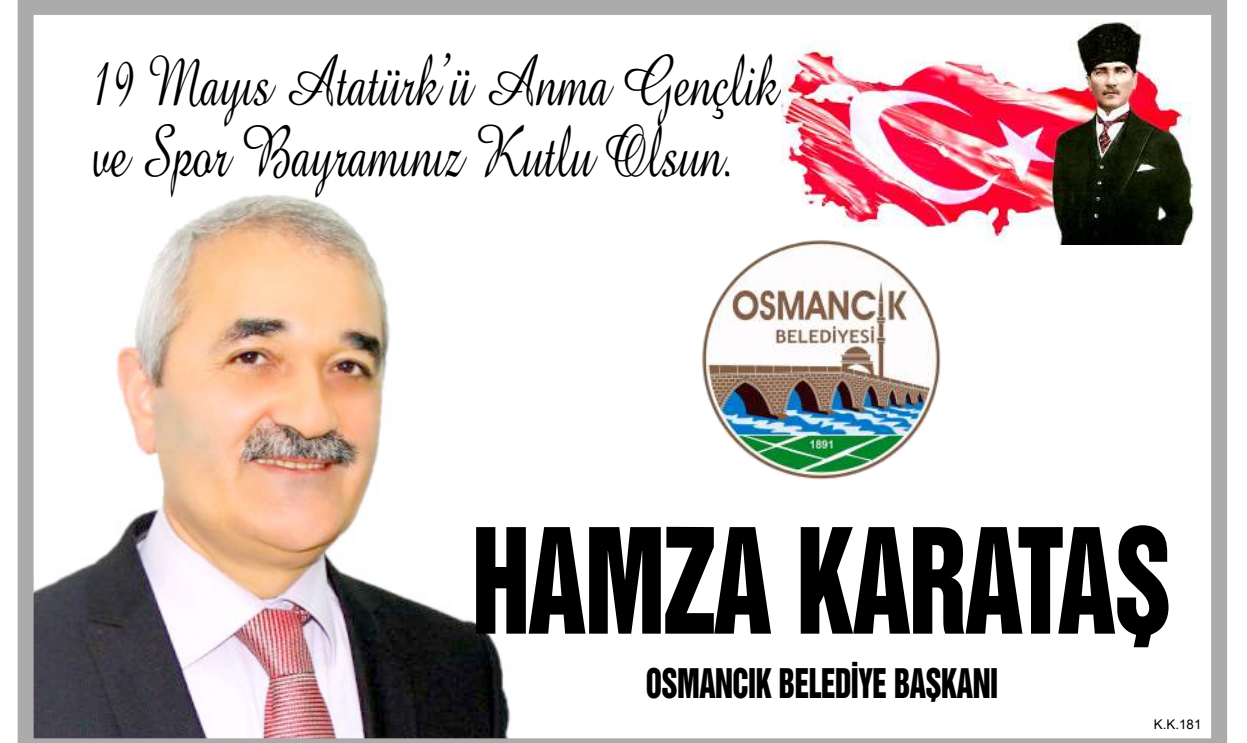 19 Mayıs Atatürk'ü Anma Gençlik
ve Spor Bayramınız Kutlu Olsun.
OSMANCIK
BELEDİYESİ
1891
HAMZA KARATAŞ
OSMANCIK BELEDİYE BAŞKANI
K.K.181